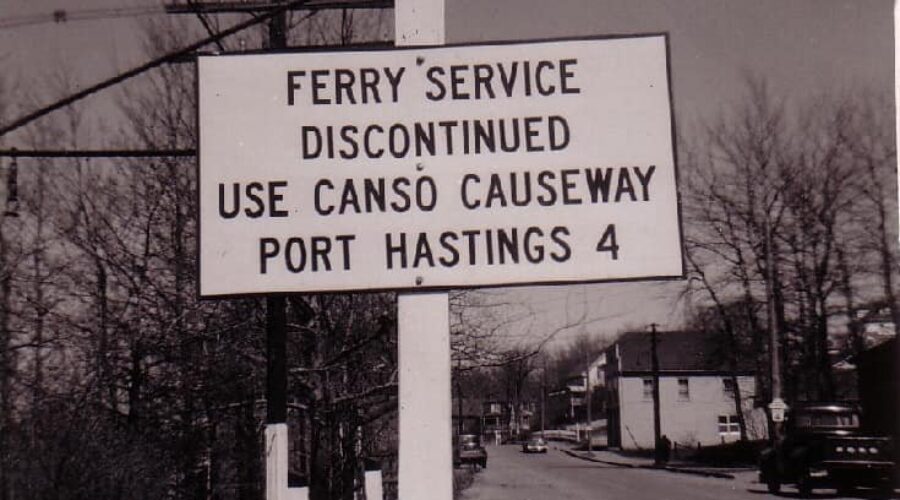 FERRY SERVICE
DISCONTINUED
USE CANSO CAUSEWAY
PORT HASTINGS 4